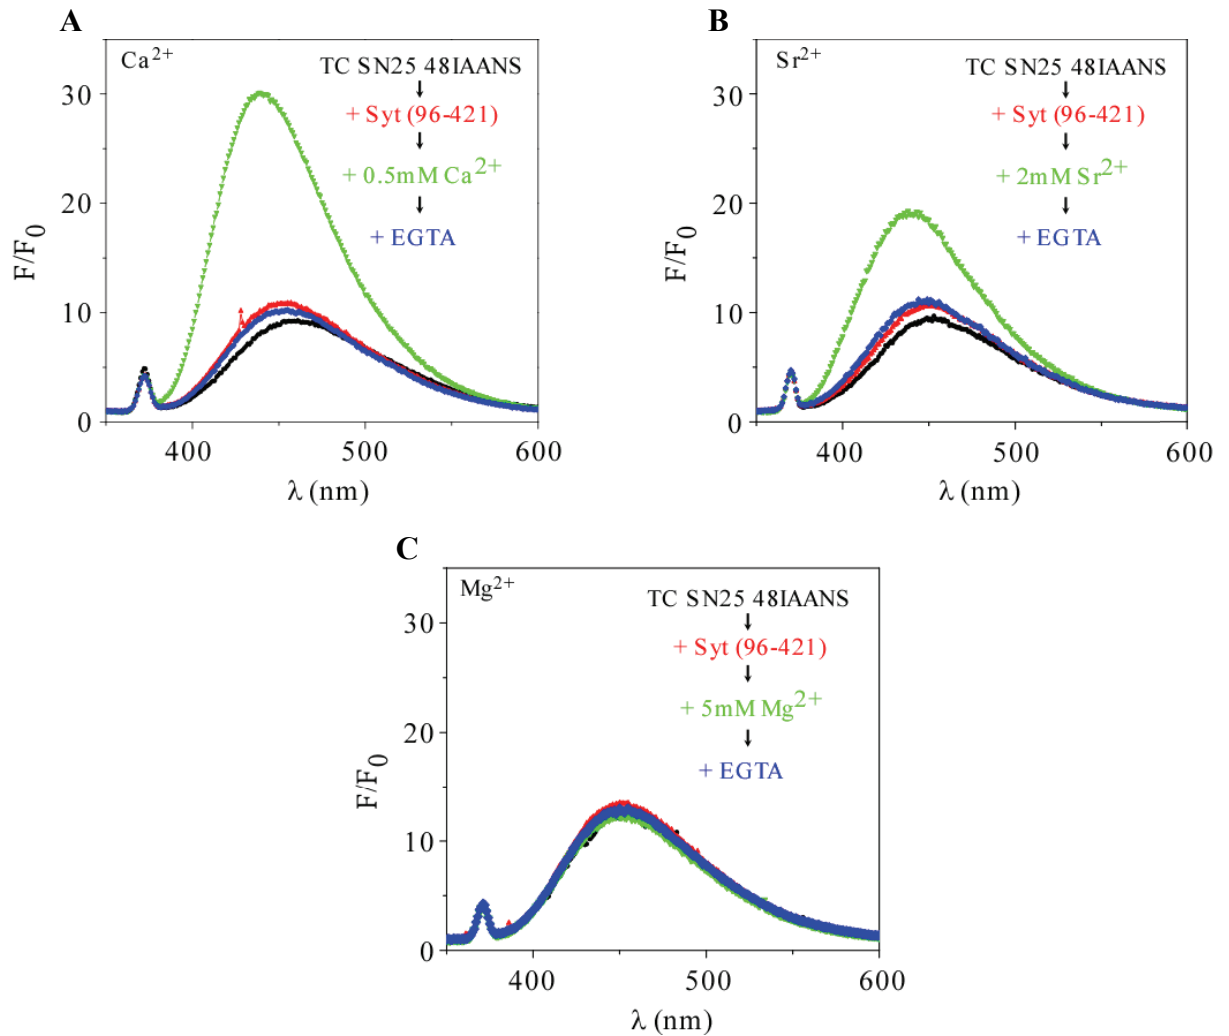 A
Ca²⁺
TC SN25 48IAANS
+ Syt (96-421)
+ 0.5mM Ca²⁺
+ EGTA
F/F₀
30
20
10
0
400
500
600
λ (nm)
B
Sr²⁺
TC SN25 48IAANS
+ Syt (96-421)
+ 2mM Sr²⁺
+ EGTA
F/F₀
30
20
10
0
400
500
600
λ (nm)
C
Mg²⁺
TC SN25 48IAANS
+ Syt (96-421)
+ 5mM Mg²⁺
+ EGTA
F/F₀
30
20
10
0
400
500
600
λ (nm)